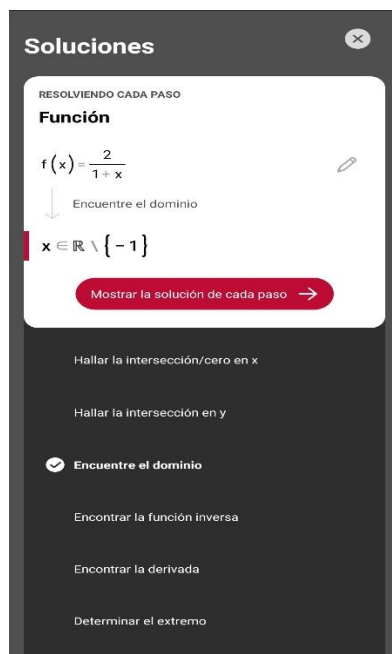 Soluciones
RESOLVIENDO CADA PASO
Función
f(x)=2/(1+x)
Encuentre el dominio
x ∈ ℝ \ {-1}
Mostrar la solución de cada paso →
Hallar la intersección/cero en x
Hallar la intersección en y
Encuentre el dominio
Encontrar la función inversa
Encontrar la derivada
Determinar el extremo